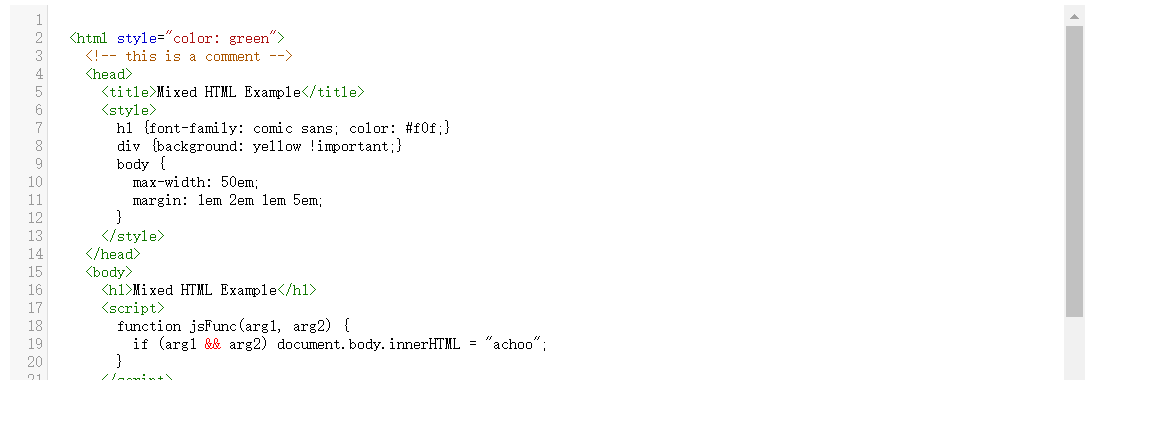 1
2 <html style="color: green">
3 <!-- this is a comment -->
4 <head>
5 <title>Mixed HTML Example</title>
6 <style>
7 h1 {font-family: comic sans; color: #f0f;}
8 div {background: yellow !important;}
9 body {
10 max-width: 50em;
11 margin: 1em 2em 1em 5em;
12 }
13 </style>
14 </head>
15 <body>
16 <h1>Mixed HTML Example</h1>
17 <script>
18 function jsFunc(arg1, arg2) {
19 if (arg1 && arg2) document.body.innerHTML = "achoo";
20 }
21 </script>